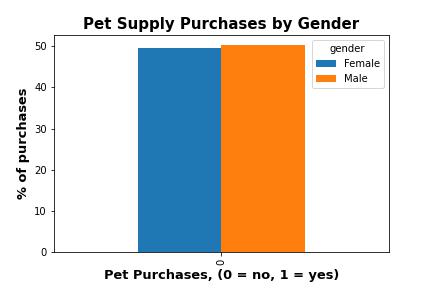 Pet Supply Purchases by Gender
gender
Female
Male
50
40
30
20
10
0
% of purchases
0
Pet Purchases, (0 = no, 1 = yes)